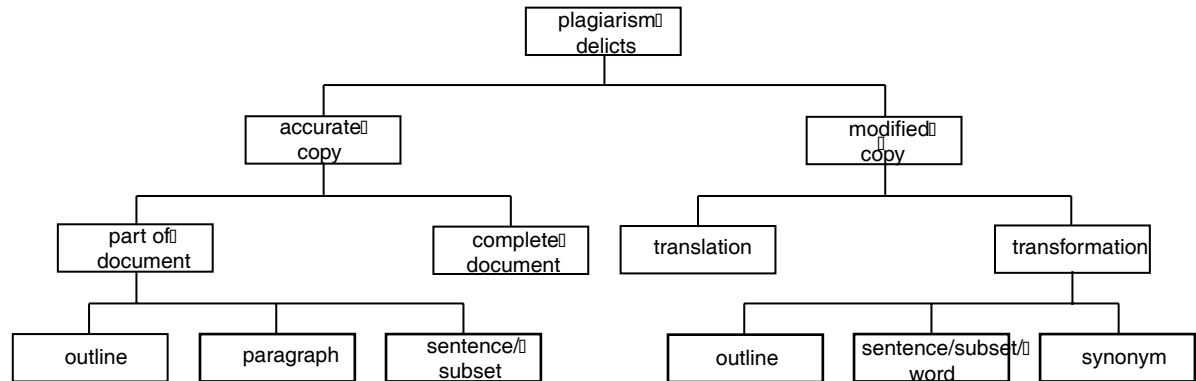 plagiarism
delicts
accurate
copy
modified
copy
part of
document
complete
document
translation
transformation
outline
paragraph
sentence/
subset
outline
sentence/subset/
word
synonym